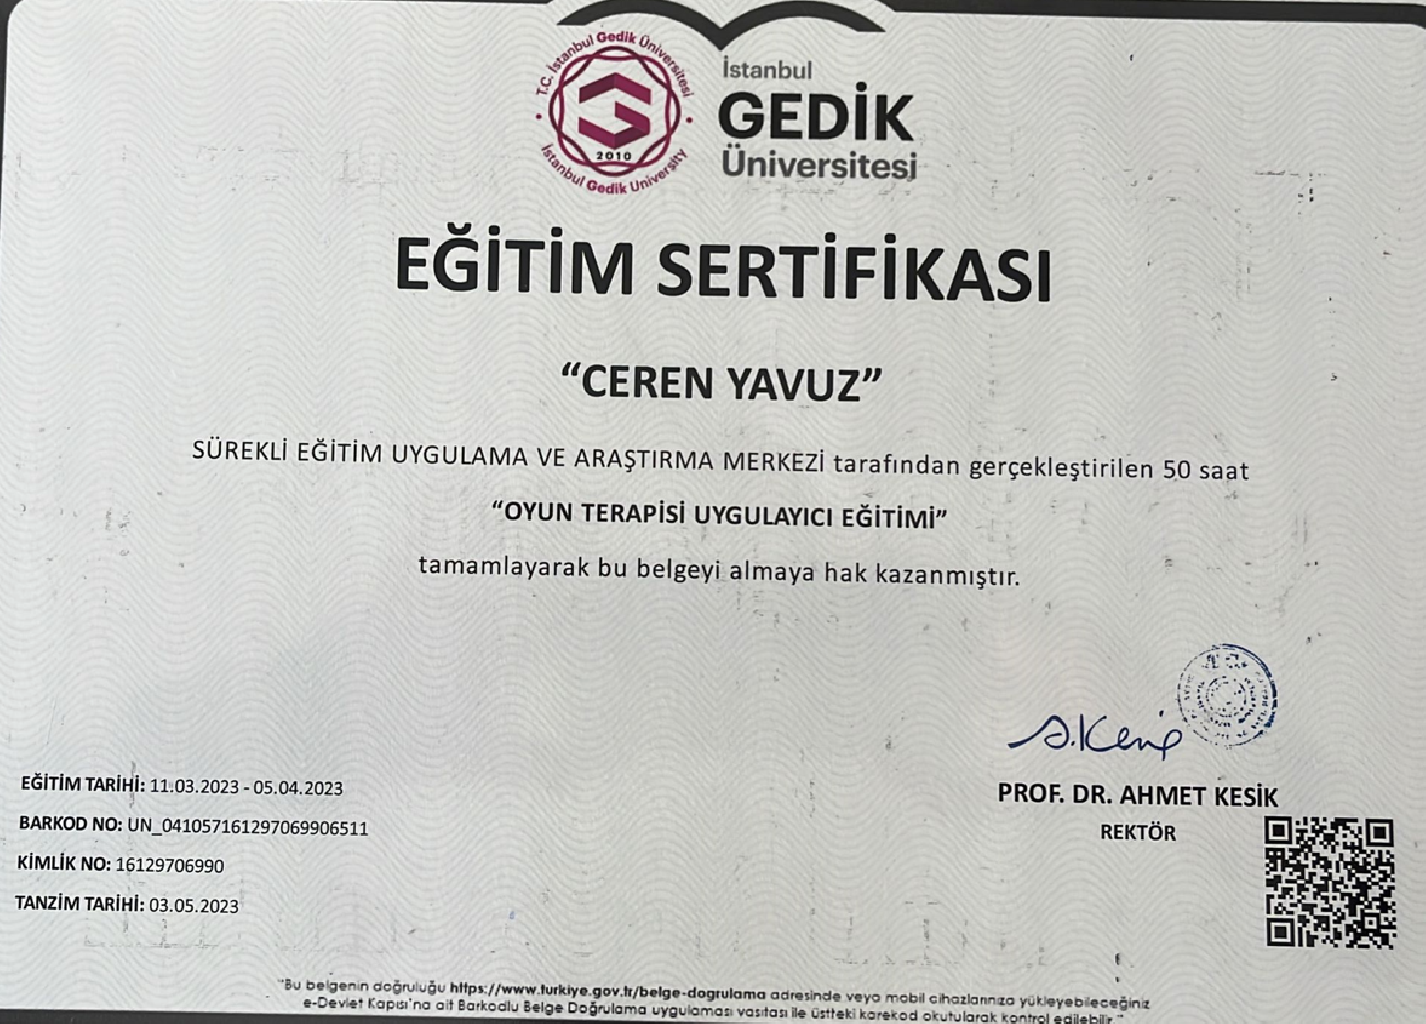 T.C. İstanbul Gedik Üniversitesi
2010
İstanbul Gedik University
İstanbul
GEDİK
Üniversitesi
EĞİTİM SERTİFİKASI
“CEREN YAVUZ”
SÜREKLİ EĞİTİM UYGULAMA VE ARAŞTIRMA MERKEZİ tarafından gerçekleştirilen 50 saat
“OYUN TERAPİSİ UYGULAYICI EĞİTİMİ”
tamamlayarak bu belgeyi almaya hak kazanmıştır.
A.Kesik
PROF. DR. AHMET KESİK
REKTÖR
EĞİTİM TARİHİ: 11.03.2023 - 05.04.2023
BARKOD NO: UN_041057161297069906511
KİMLİK NO: 16129706990
TANZİM TARİHİ: 03.05.2023
"Bu belgenin doğruluğu https://www.turkiye.gov.tr/belge-dogrulama adresinde veya mobil cihazlarınıza yükleyebileceğiniz
e-Devlet Kapısı'na ait Barkodlu Belge Doğrulama uygulaması vasıtası ile üstteki karekod okutularak kontrol edilebilir."